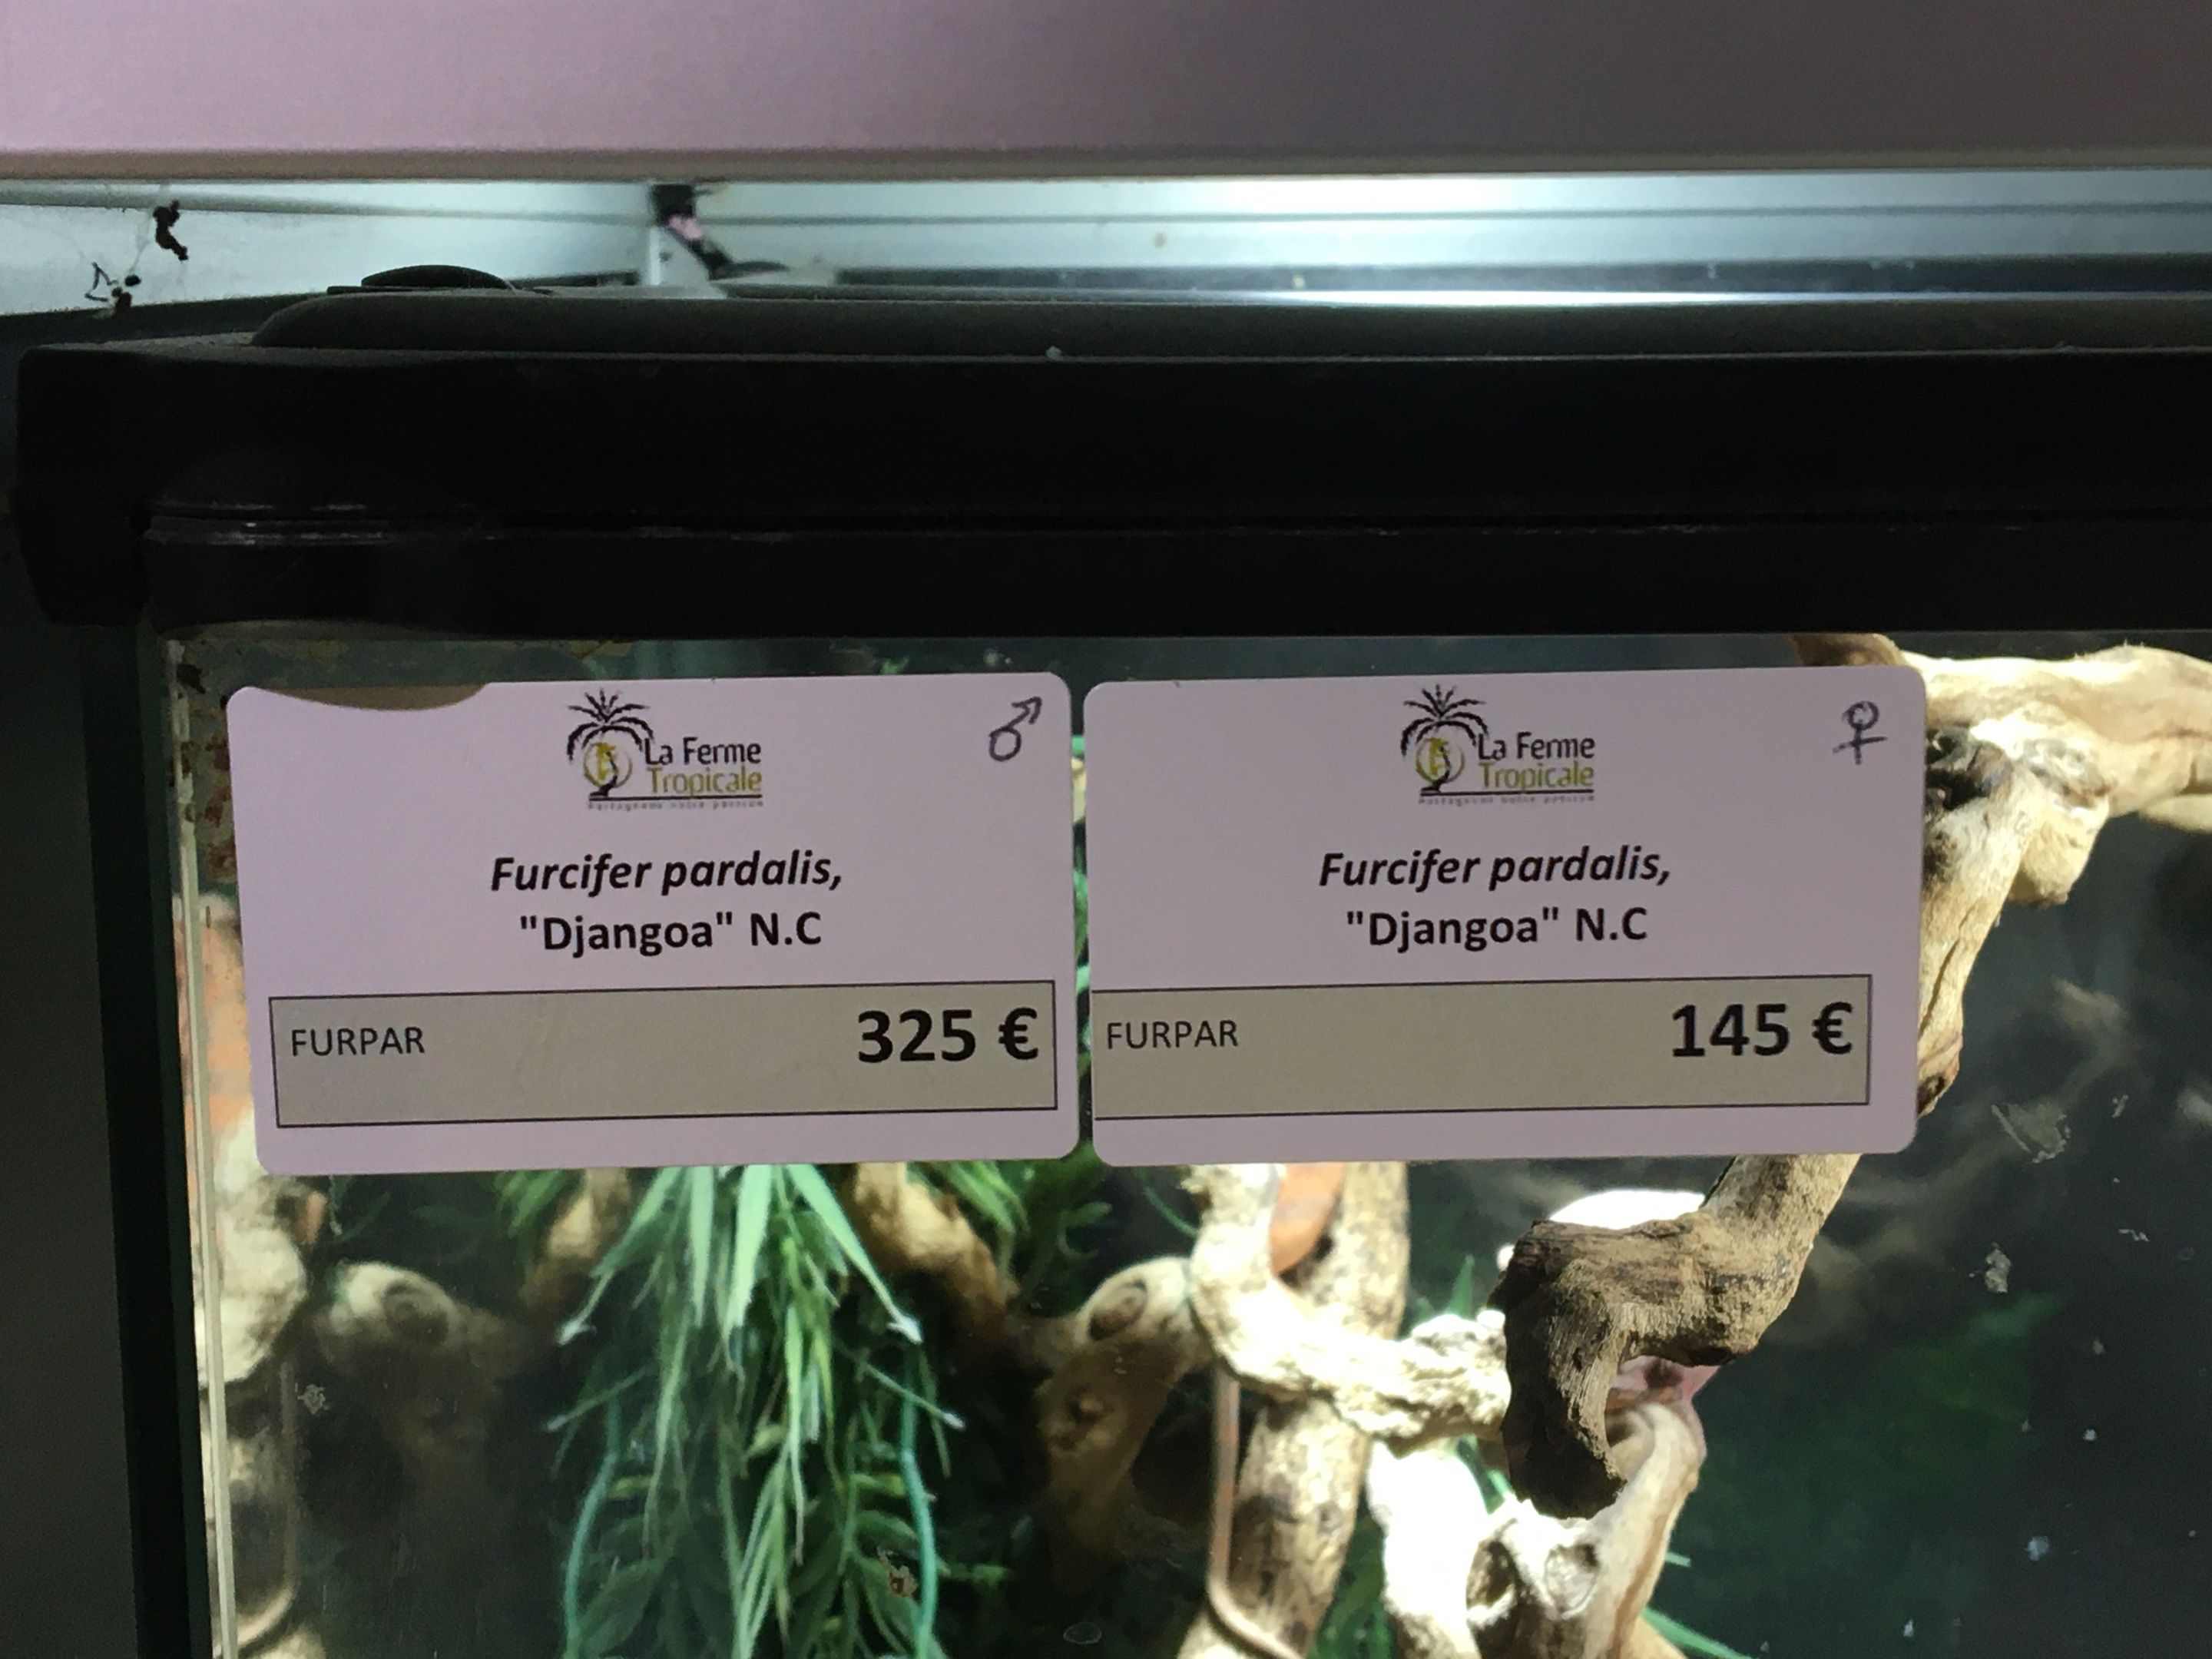 ♂
La Ferme
Tropicale
Furcifer pardalis,
"Djangoa" N.C
FURPAR 325 €
♀
La Ferme
Tropicale
Furcifer pardalis,
"Djangoa" N.C
FURPAR 145 €